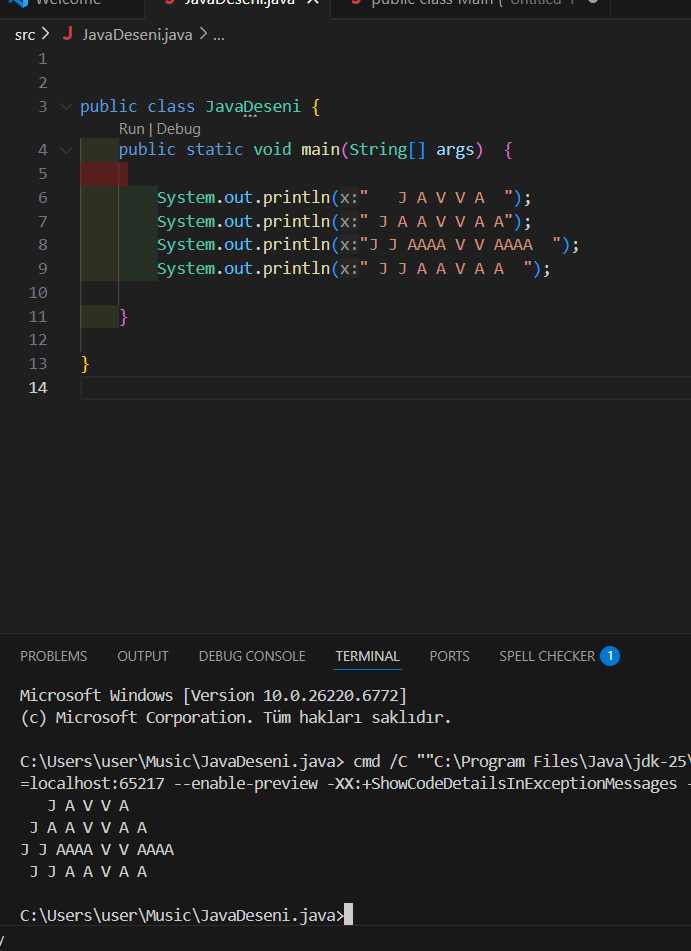 Welcome JavaDeseni.java public class Main { Untitled-1
src > J JavaDeseni.java > ...
1
2
3 public class JavaDeseni {
Run | Debug
4 public static void main(String[] args)  {
5
6 System.out.println(x:"   J A V V A  ");
7 System.out.println(x:" J A A V V A A");
8 System.out.println(x:"J J AAAA V V AAAA  ");
9 System.out.println(x:" J J A A V A A  ");
10
11 }
12
13 }
14
PROBLEMS OUTPUT DEBUG CONSOLE TERMINAL PORTS SPELL CHECKER 1
Microsoft Windows [Version 10.0.26220.6772]
(c) Microsoft Corporation. Tüm hakları saklıdır.
C:\Users\user\Music\JavaDeseni.java> cmd /C ""C:\Program Files\Java\jdk-25\
=localhost:65217 --enable-preview -XX:+ShowCodeDetailsInExceptionMessages -
   J A V V A
 J A A V V A A
J J AAAA V V AAAA
 J J A A V A A
C:\Users\user\Music\JavaDeseni.java>